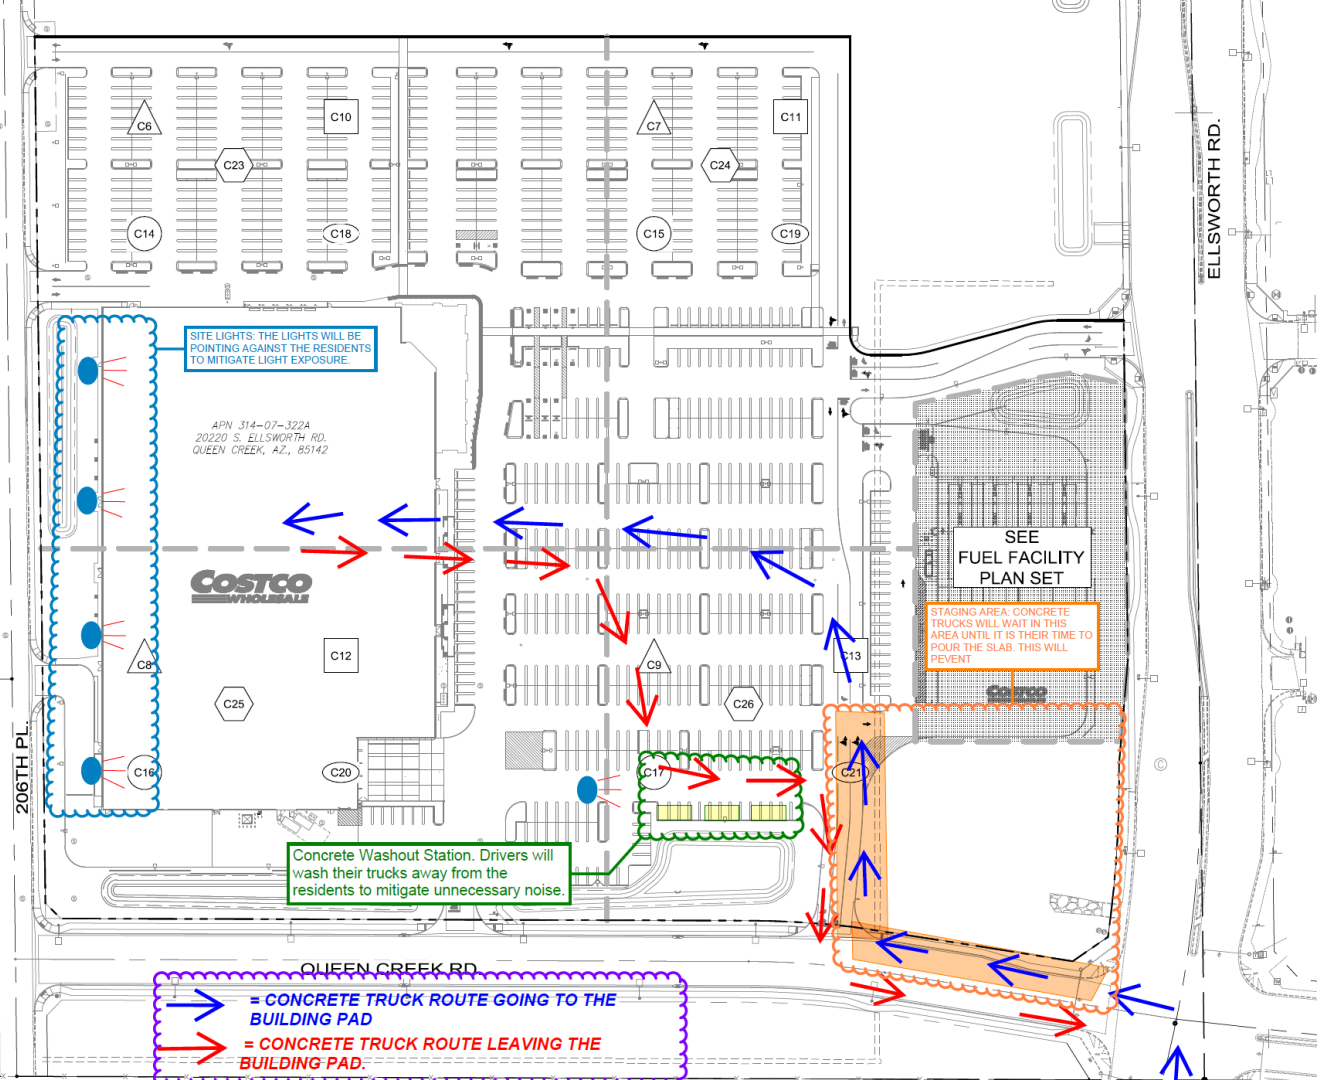 C6
C10
C7
C11
C23
C24
C14
C18
C15
C19
ELLSWORTH RD.
SITE LIGHTS: THE LIGHTS WILL BE
POINTING AGAINST THE RESIDENTS
TO MITIGATE LIGHT EXPOSURE.
APN 314-07-322A
20220 S. ELLSWORTH RD.
QUEEN CREEK, AZ., 85142
COSTCO
WHOLESALE
SEE
FUEL FACILITY
PLAN SET
STAGING AREA: CONCRETE
TRUCKS WILL WAIT IN THIS
AREA UNTIL IT IS THEIR TIME TO
POUR THE SLAB. THIS WILL
PEVENT
COSTCO
C8
C12
C9
C13
C25
C26
206TH PL.
C16
C20
C17
C21
Concrete Washout Station. Drivers will
wash their trucks away from the
residents to mitigate unnecessary noise.
QUEEN CREEK RD.
= CONCRETE TRUCK ROUTE GOING TO THE
BUILDING PAD
= CONCRETE TRUCK ROUTE LEAVING THE
BUILDING PAD.